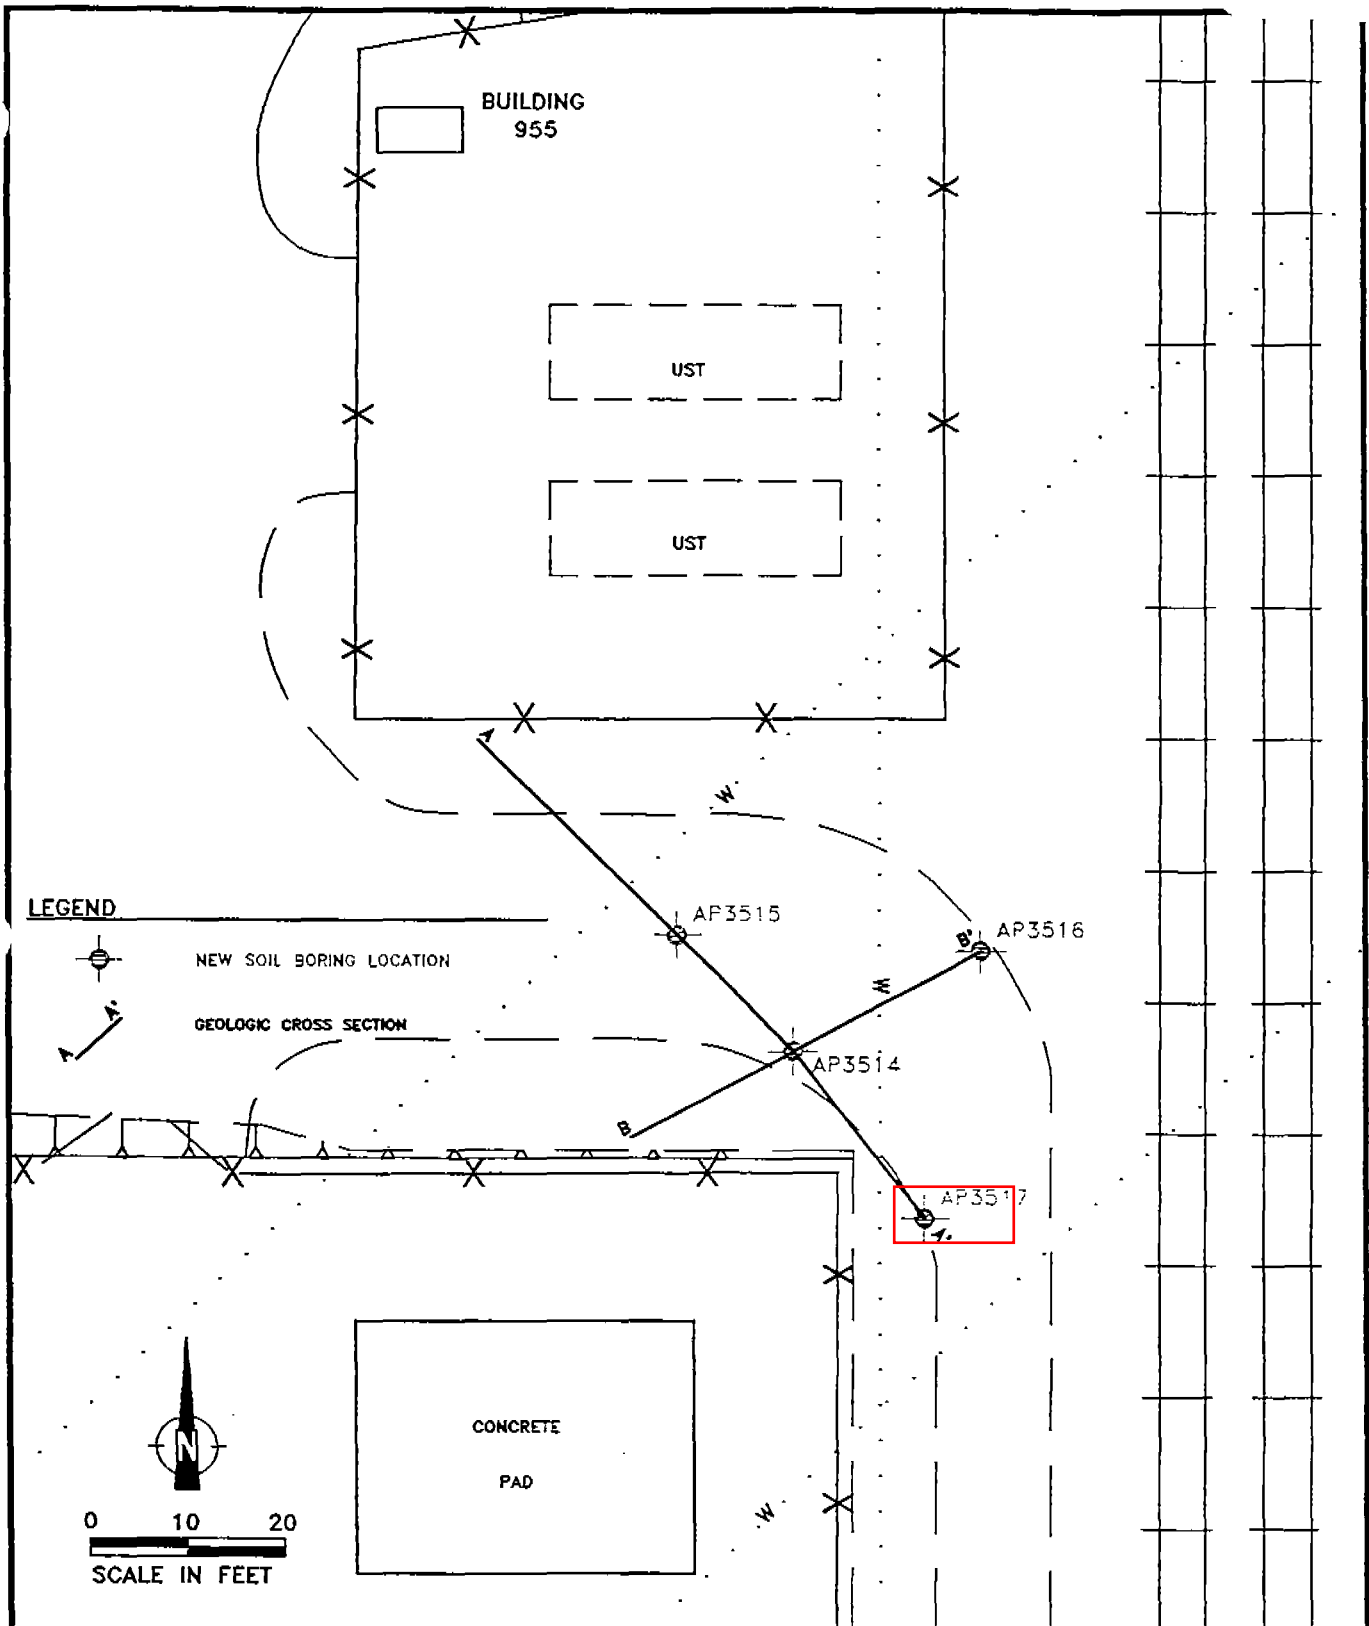 BUILDING
955
UST
UST
A
W
LEGEND
AP3515
NEW SOIL BORING LOCATION
B'
AP3516
W
A A'
GEOLOGIC CROSS SECTION
AP3514
B
AP3517
A'
CONCRETE
PAD
N
W
0 10 20
SCALE IN FEET